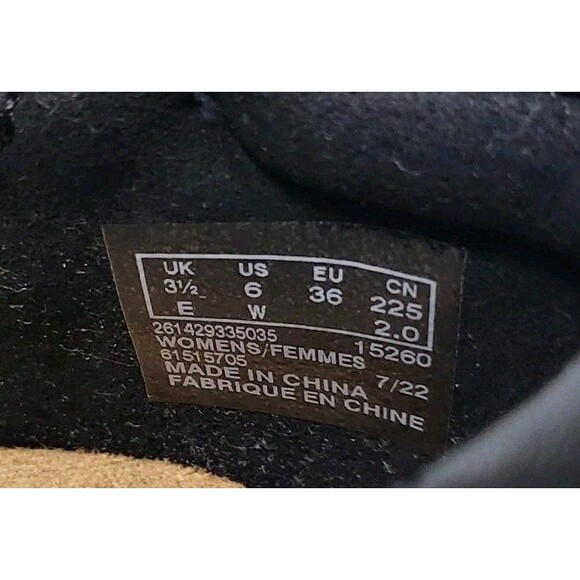 UK US EU CN
3½ 6 36 225
E W 2.0
261429335035 15260
WOMENS/FEMMES
61515705 7/22
MADE IN CHINA
FABRIQUE EN CHINE